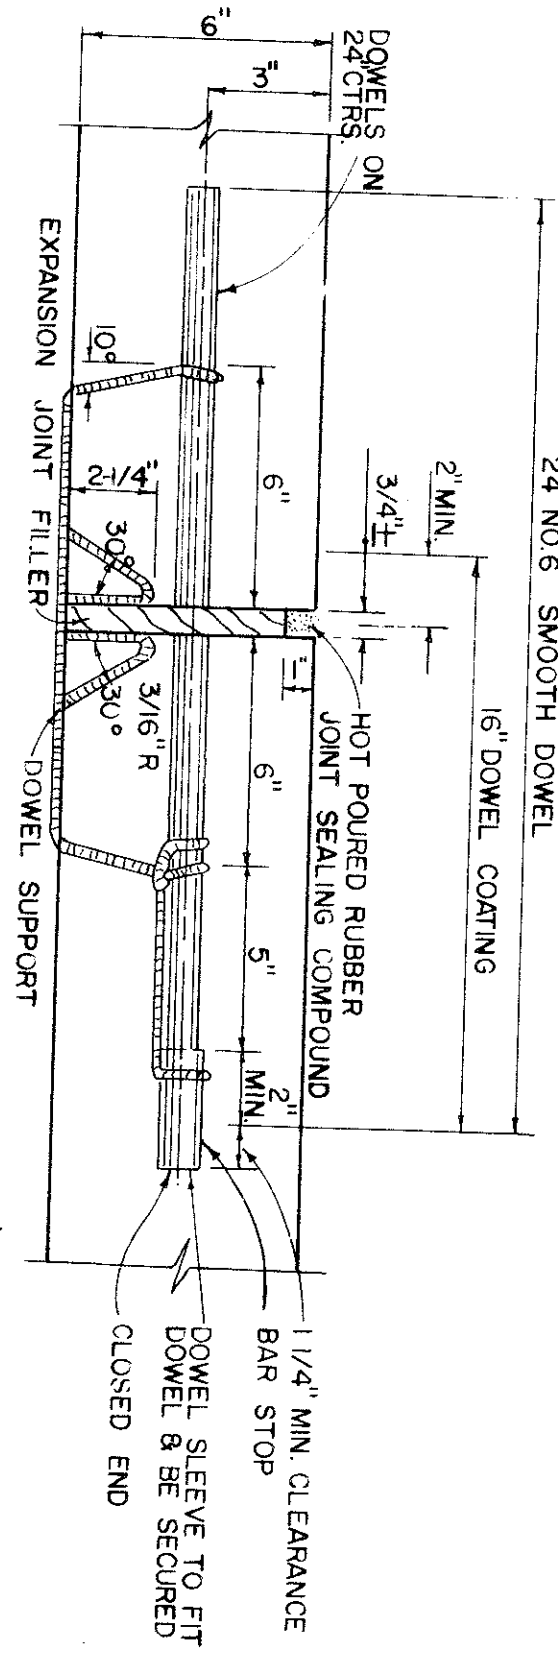 24 NO.6 SMOOTH DOWEL
16" DOWEL COATING
2" MIN.
3/4"±
DOWELS ON
24" CTRS.
6"
3"
6"
1"
HOT POURED RUBBER
JOINT SEALING COMPOUND
6"
5"
2"
MIN.
1 1/4" MIN. CLEARANCE
BAR STOP
DOWEL SLEEVE TO FIT
DOWEL & BE SECURED
CLOSED END
10°
2-1/4"
30°
3/16" R
30°
EXPANSION JOINT FILLER
DOWEL SUPPORT